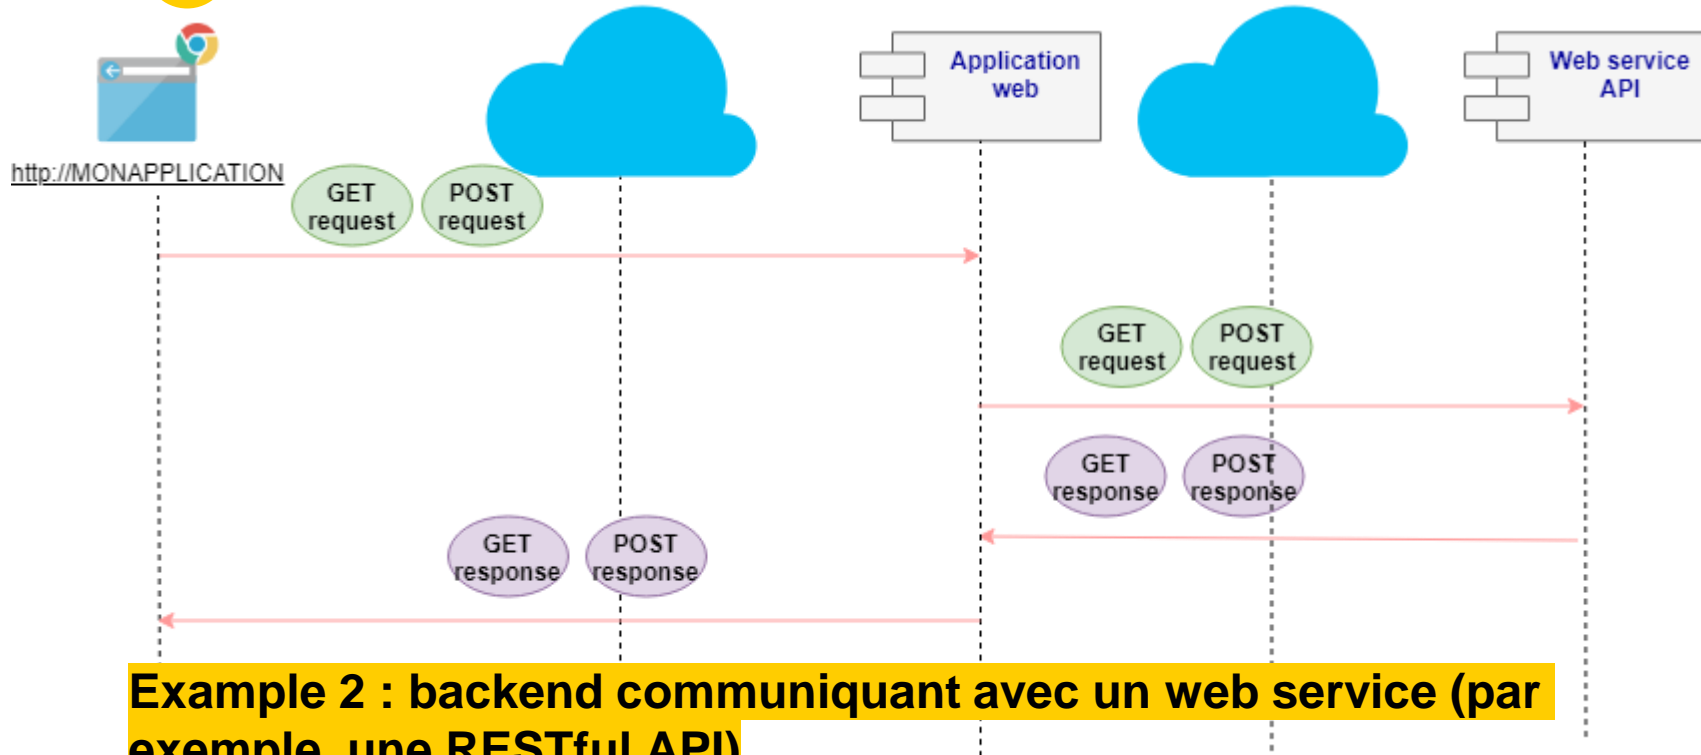 Application
web
Web service
API
http://MONAPPLICATION
GET
request
POST
request
GET
request
POST
request
GET
response
POST
response
GET
response
POST
response
Example 2 : backend communiquant avec un web service (par
exemple, une RESTful API)